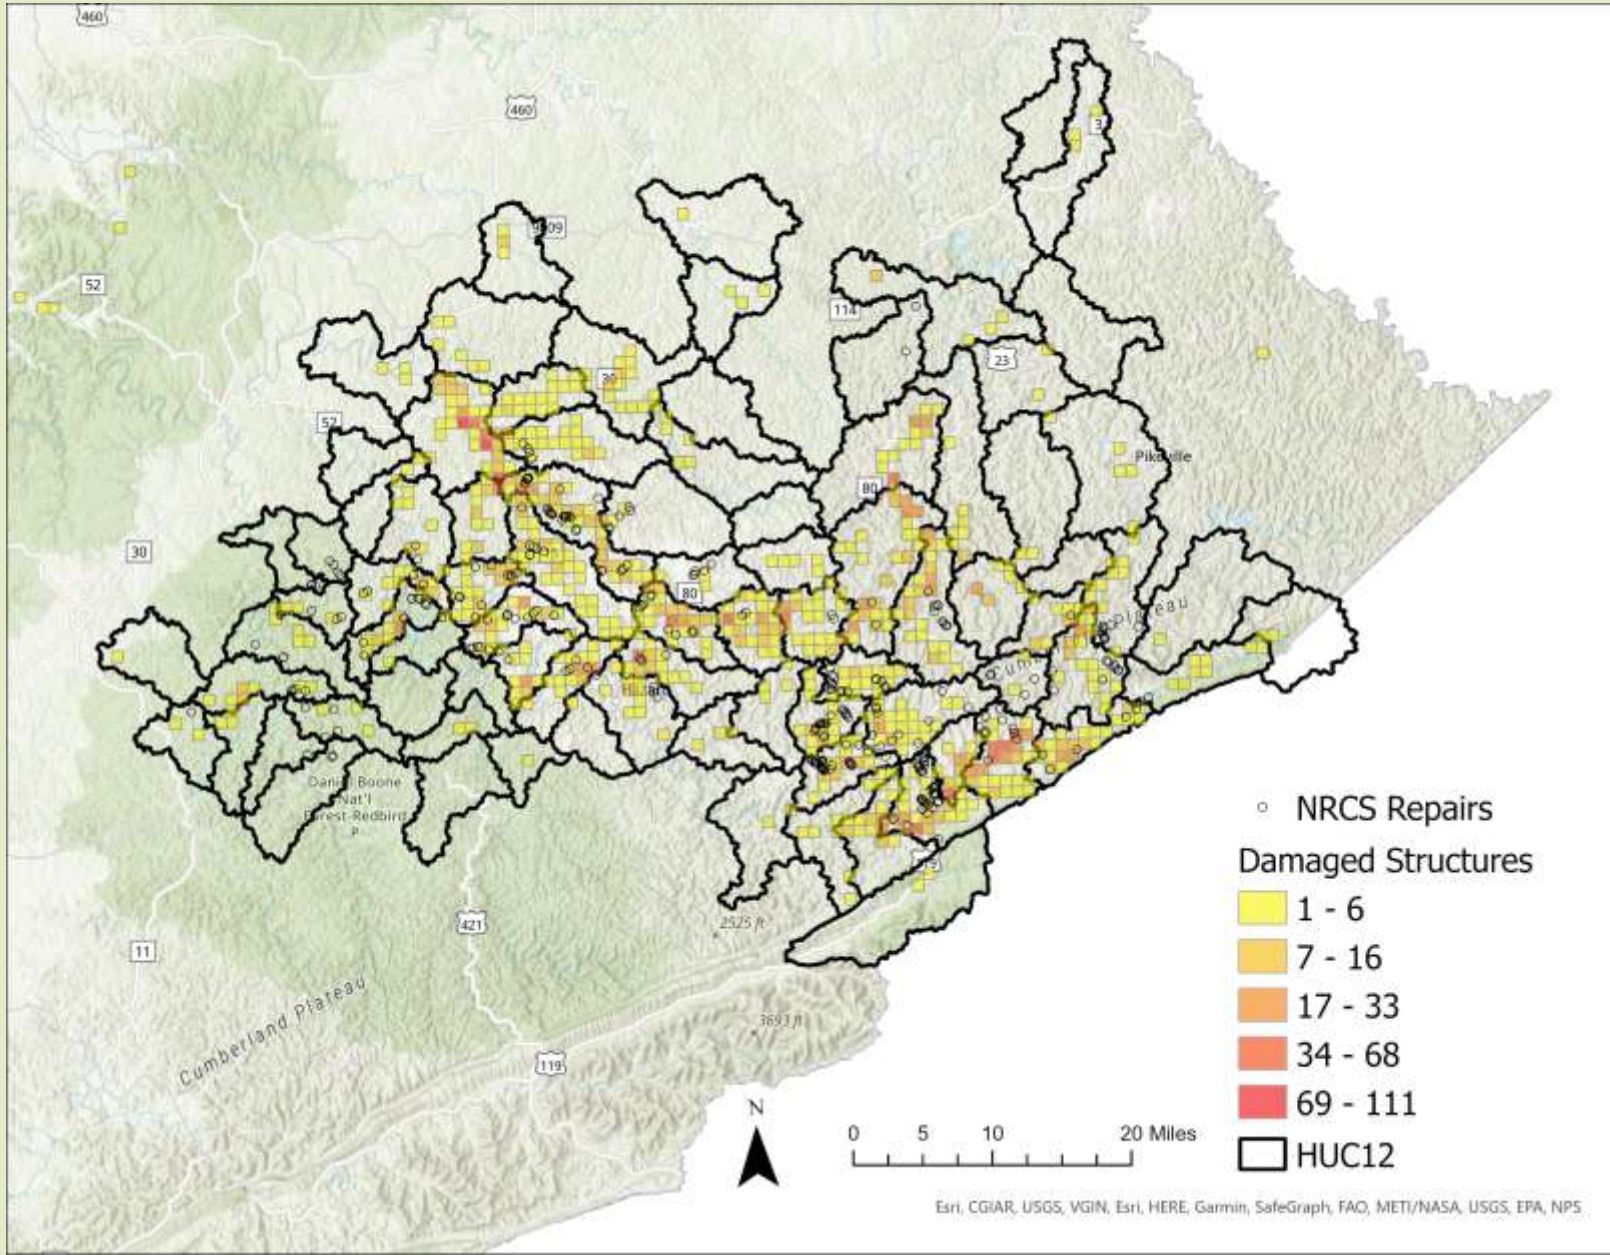 460
460
3
52
114
23
52
80
Pikeville
30
80
Plateau
Daniel Boone
Nat'l
Forest-Redbird
P
NRCS Repairs
Damaged Structures
1 - 6
7 - 16
17 - 33
34 - 68
69 - 111
HUC12
2525 ft
421
11
3693 ft
Cumberland Plateau
119
N
0 5 10 20 Miles
Esri, CGIAR, USGS, VGIN, Esri, HERE, Garmin, SafeGraph, FAO, METI/NASA, USGS, EPA, NPS